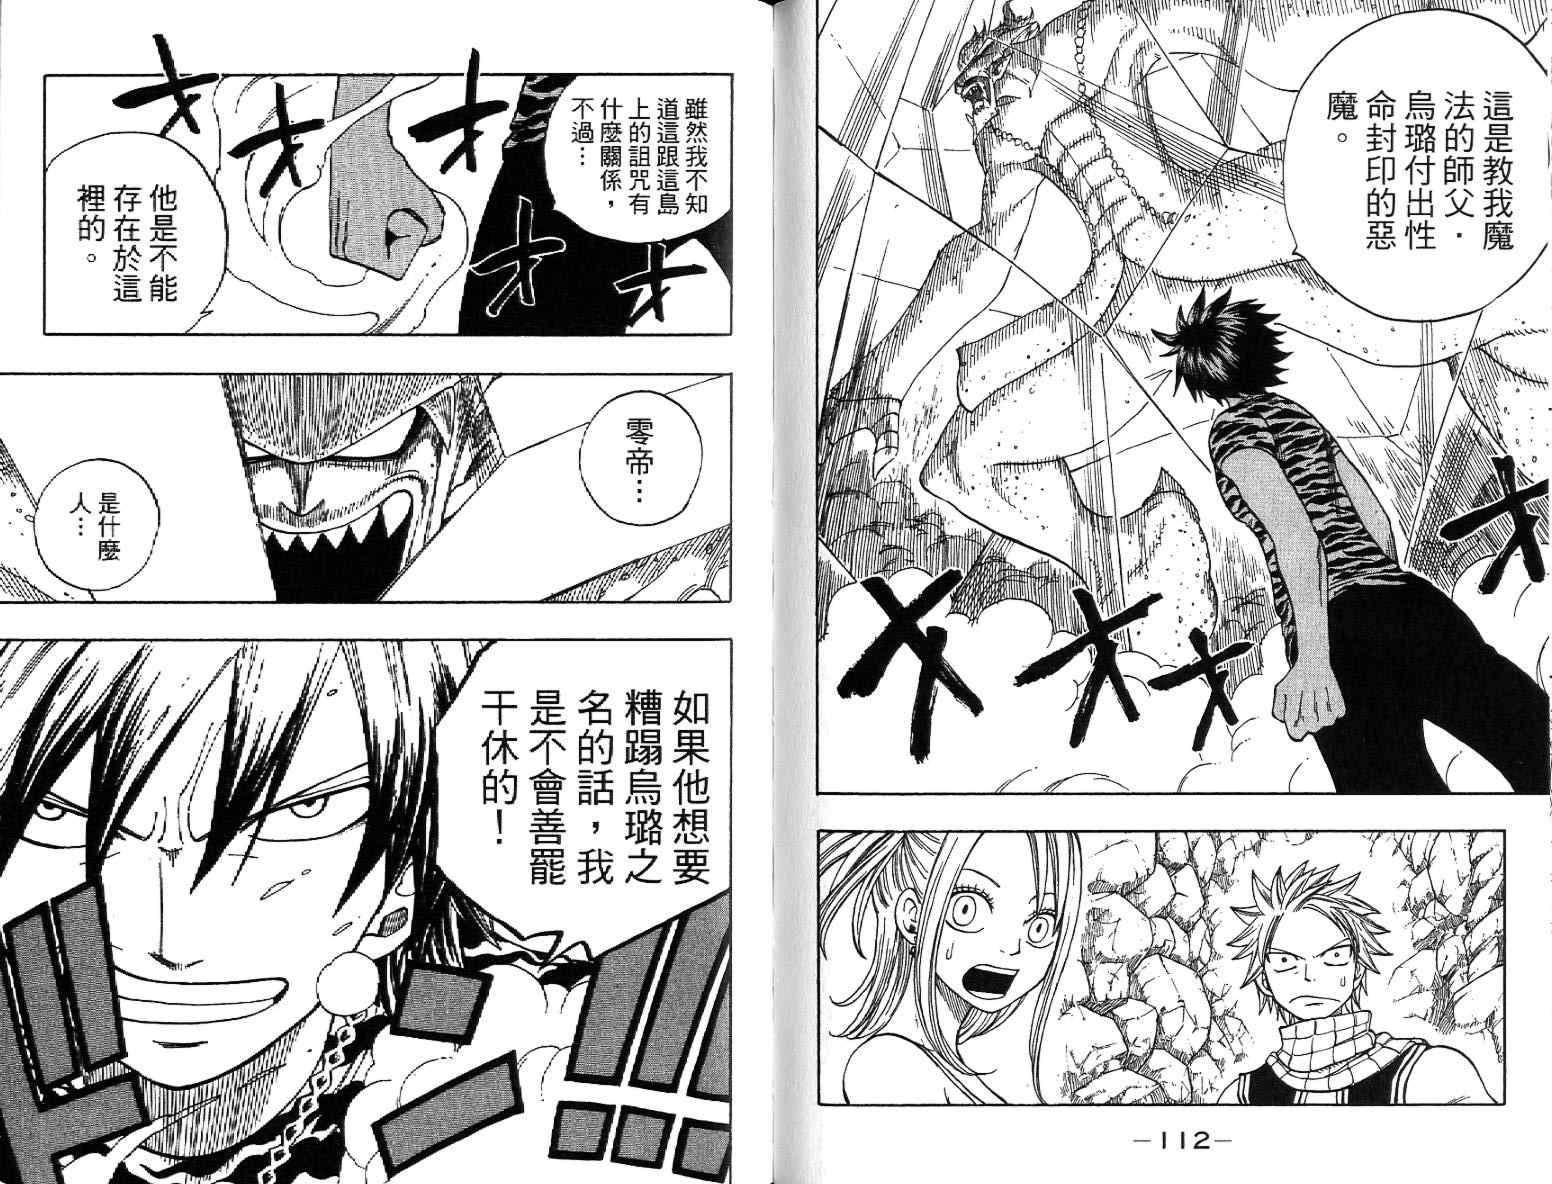 這是教我魔
法的師父．
烏璐付出性
命封印的惡
魔。
—112—
雖然我不知
道這跟這島
上的詛咒有
什麼關係，
不過…
他是不能
存在於這
裡的。
零帝…
是什麼
人…
如果他想要
糟蹋烏璐之
名的話，我
是不會善罷
干休的！